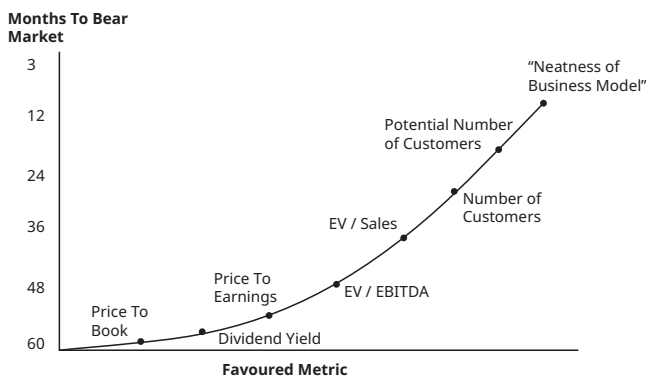 Months To Bear
Market
3
“Neatness of
Business Model”
12
Potential Number
of Customers
24
Number of
Customers
36
EV / Sales
48
Price To
Earnings
EV / EBITDA
Price To
Book
Dividend Yield
60
Favoured Metric